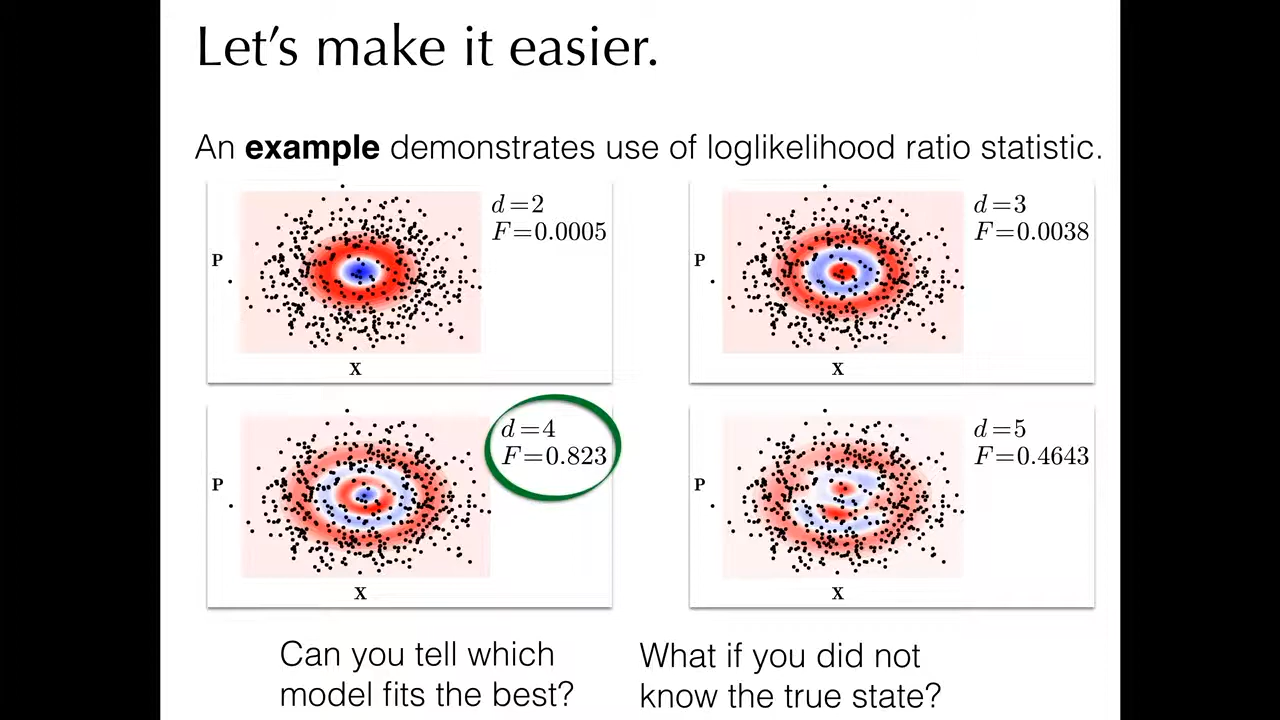 Let's make it easier.
An example demonstrates use of loglikelihood ratio statistic.
d=2
F=0.0005
P
X
d=3
F=0.0038
P
X
d=4
F=0.823
P
X
d=5
F=0.4643
P
X
Can you tell which
model fits the best?
What if you did not
know the true state?